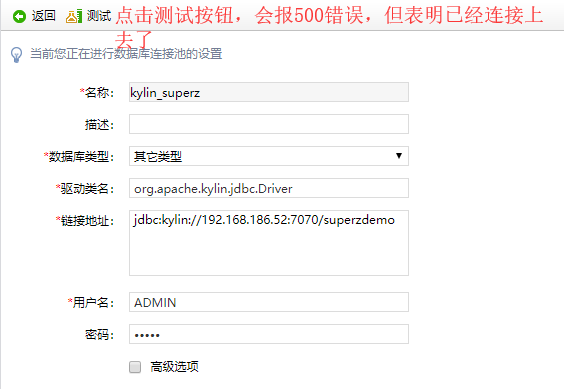 返回 测试 点击测试按钮，会报500错误，但表明已经连接上
去了
当前您正在进行数据库连接池的设置
*名称： kylin_superz
描述：
*数据库类型： 其它类型
*驱动类名： org.apache.kylin.jdbc.Driver
*链接地址： jdbc:kylin://192.168.186.52:7070/superzdemo
*用户名： ADMIN
密码： •••••
高级选项